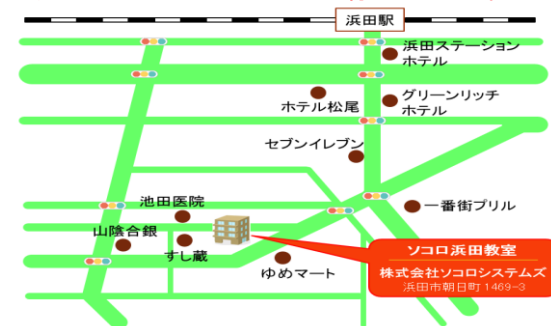 浜田駅
浜田ステーション
ホテル
グリーンリッチ
ホテル
ホテル松尾
セブンイレブン
池田医院
一番街プリル
山陰合銀
すし蔵
ゆめマート
ソコロ浜田教室
株式会社ソコロシステムズ
浜田市朝日町1469-3